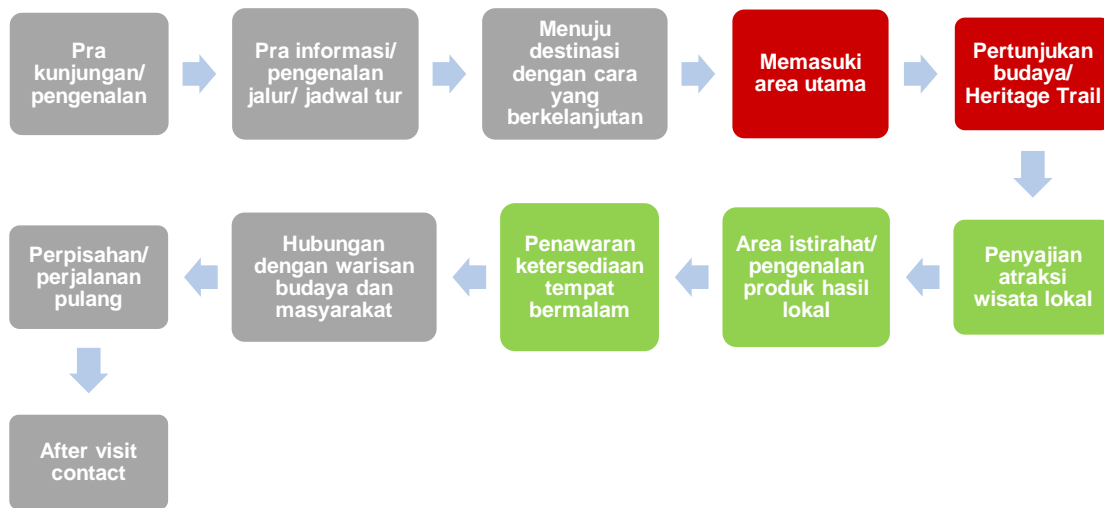 Pra
kunjungan/
pengenalan
Pra informasi/
pengenalan
jalur/ jadwal tur
Menuju
destinasi
dengan cara
yang
berkelanjutan
Memasuki
area utama
Pertunjukan
budaya/
Heritage Trail
Penyajian
atraksi
wisata lokal
Area istirahat/
pengenalan
produk hasil
lokal
Penawaran
ketersediaan
tempat
bermalam
Hubungan
dengan warisan
budaya dan
masyarakat
Perpisahan/
perjalanan
pulang
After visit
contact